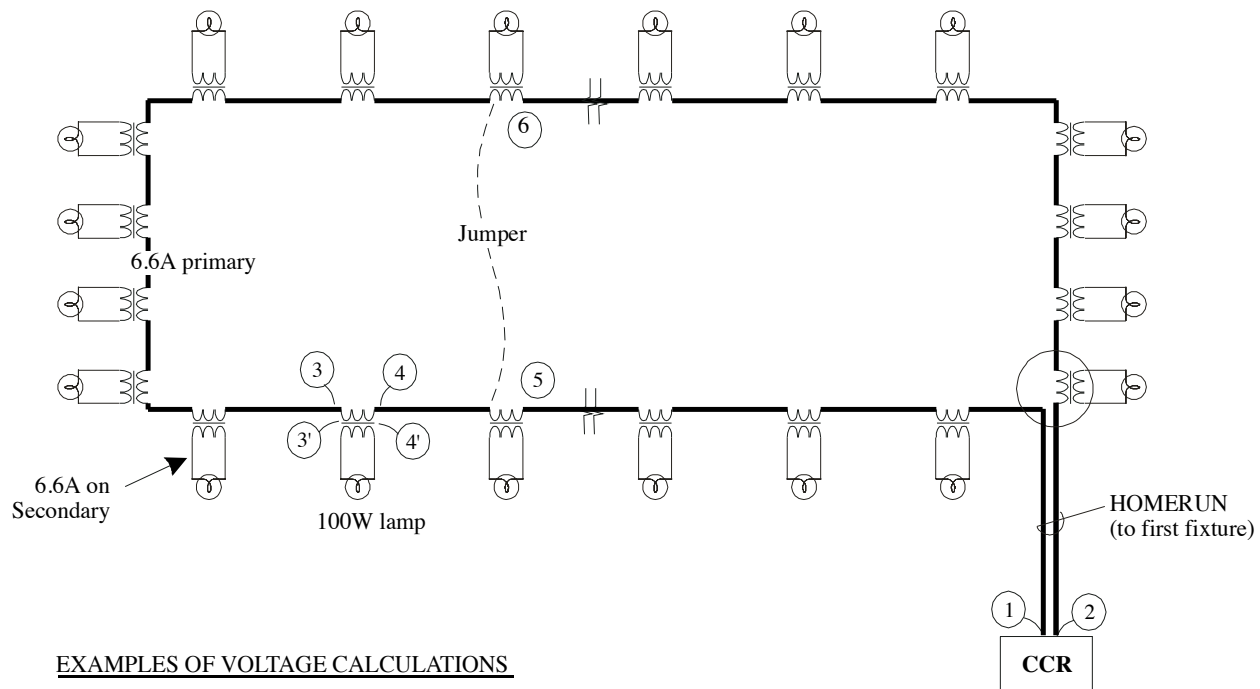 6
Jumper
6.6A primary
3
4
5
3'
4'
6.6A on
Secondary
100W lamp
HOMERUN
(to first fixture)
1
2
CCR
EXAMPLES OF VOLTAGE CALCULATIONS